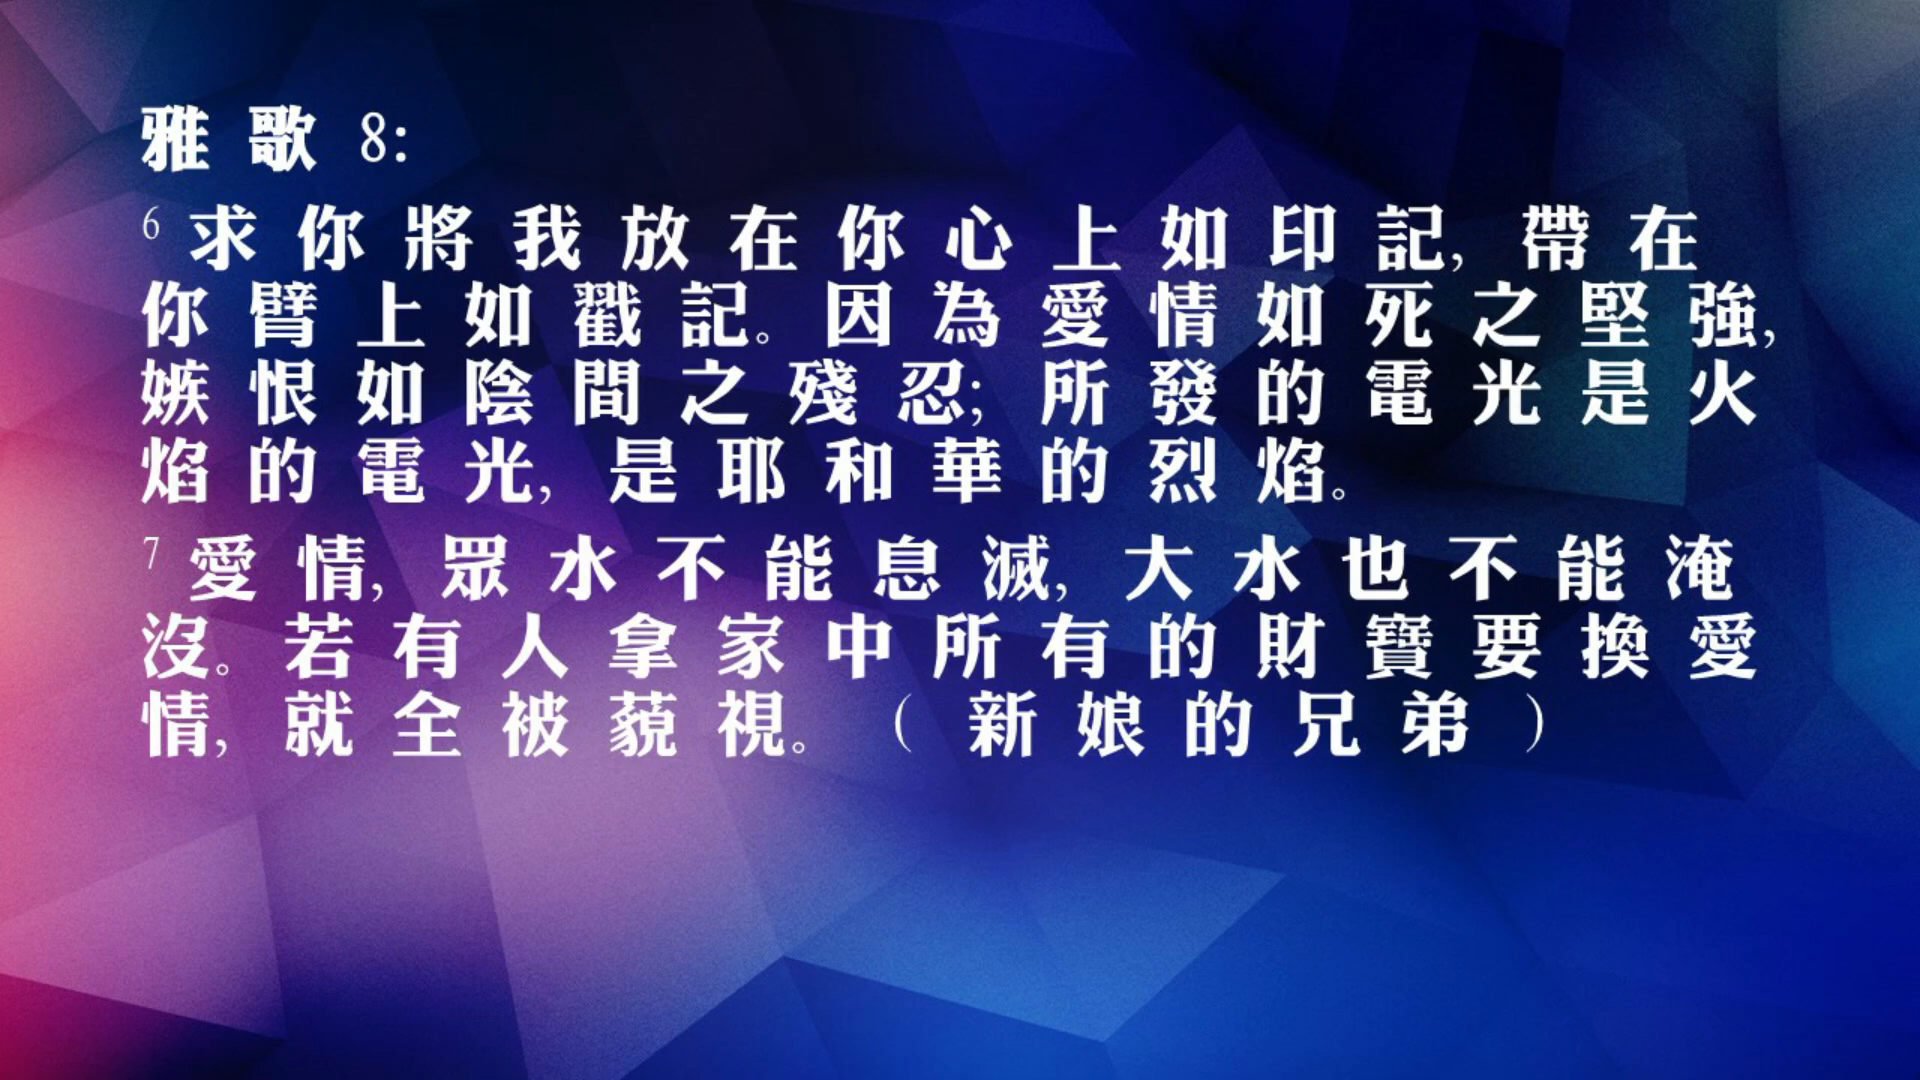 雅 歌 8:
6 求 你 將 我 放 在 你 心 上 如 印 記, 帶 在
你 臂 上 如 戳 記。因 為 愛 情 如 死 之 堅 強,
嫉 恨 如 陰 間 之 殘 忍; 所 發 的 電 光 是 火
焰 的 電 光, 是 耶 和 華 的 烈 焰。
7 愛 情, 眾 水 不 能 息 滅, 大 水 也 不 能 淹
沒。若 有 人 拿 家 中 所 有 的 財 寶 要 換 愛
情, 就 全 被 藐 視。 ( 新 娘 的 兄 弟 )